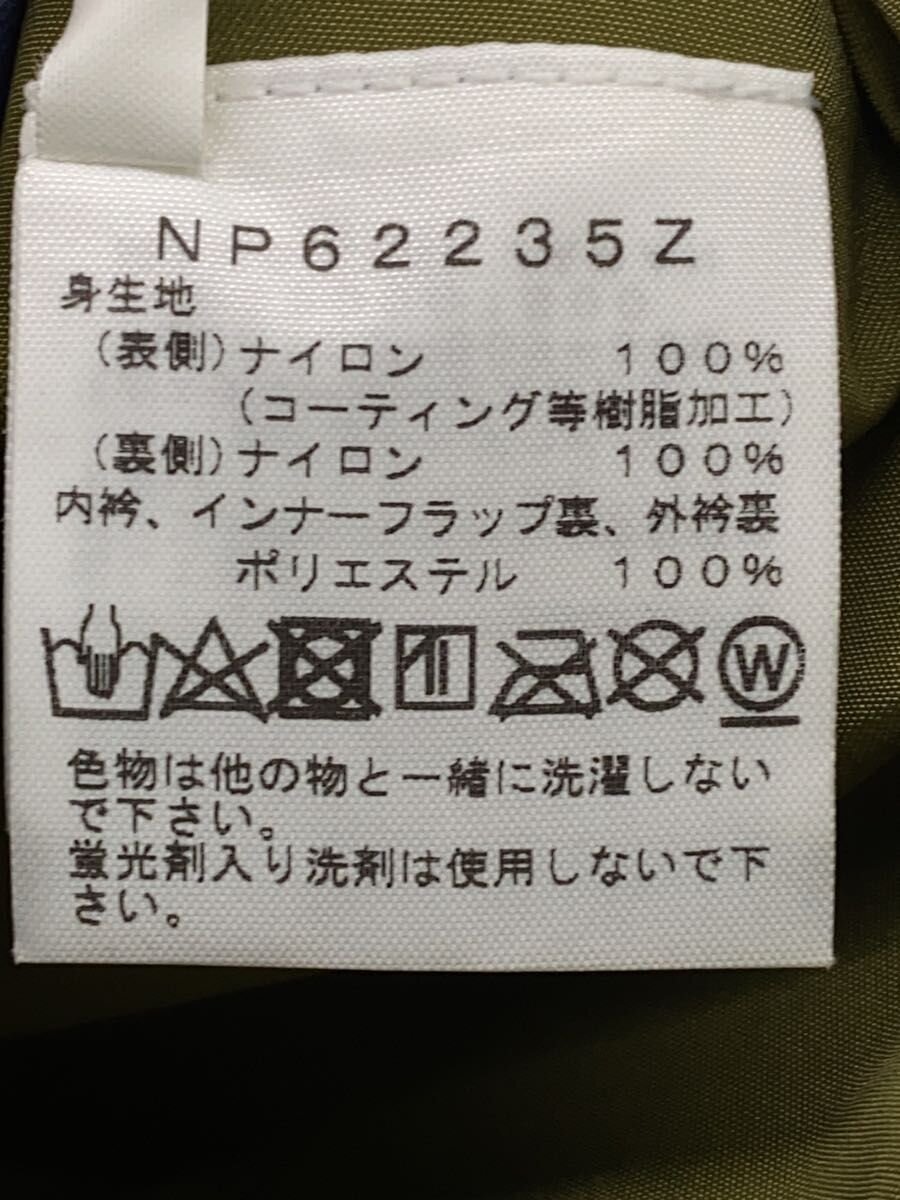 NP62235Z
身生地
(表側)ナイロン 100%
(コーティング等樹脂加工)
(裏側)ナイロン 100%
内衿、インナーフラップ裏、外衿裏
ポリエステル 100%
W
色物は他の物と一緒に洗濯しない
で下さい。
蛍光剤入り洗剤は使用しないで下
さい。